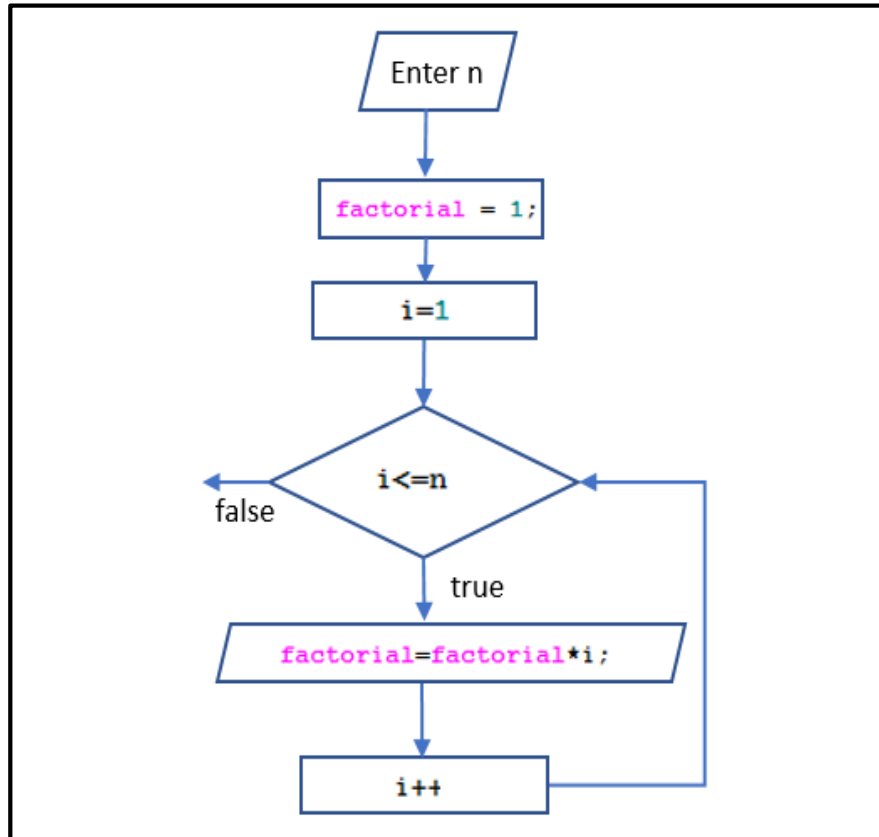 Enter n
factorial = 1;
i=1
i<=n
false
true
factorial=factorial*i;
i++